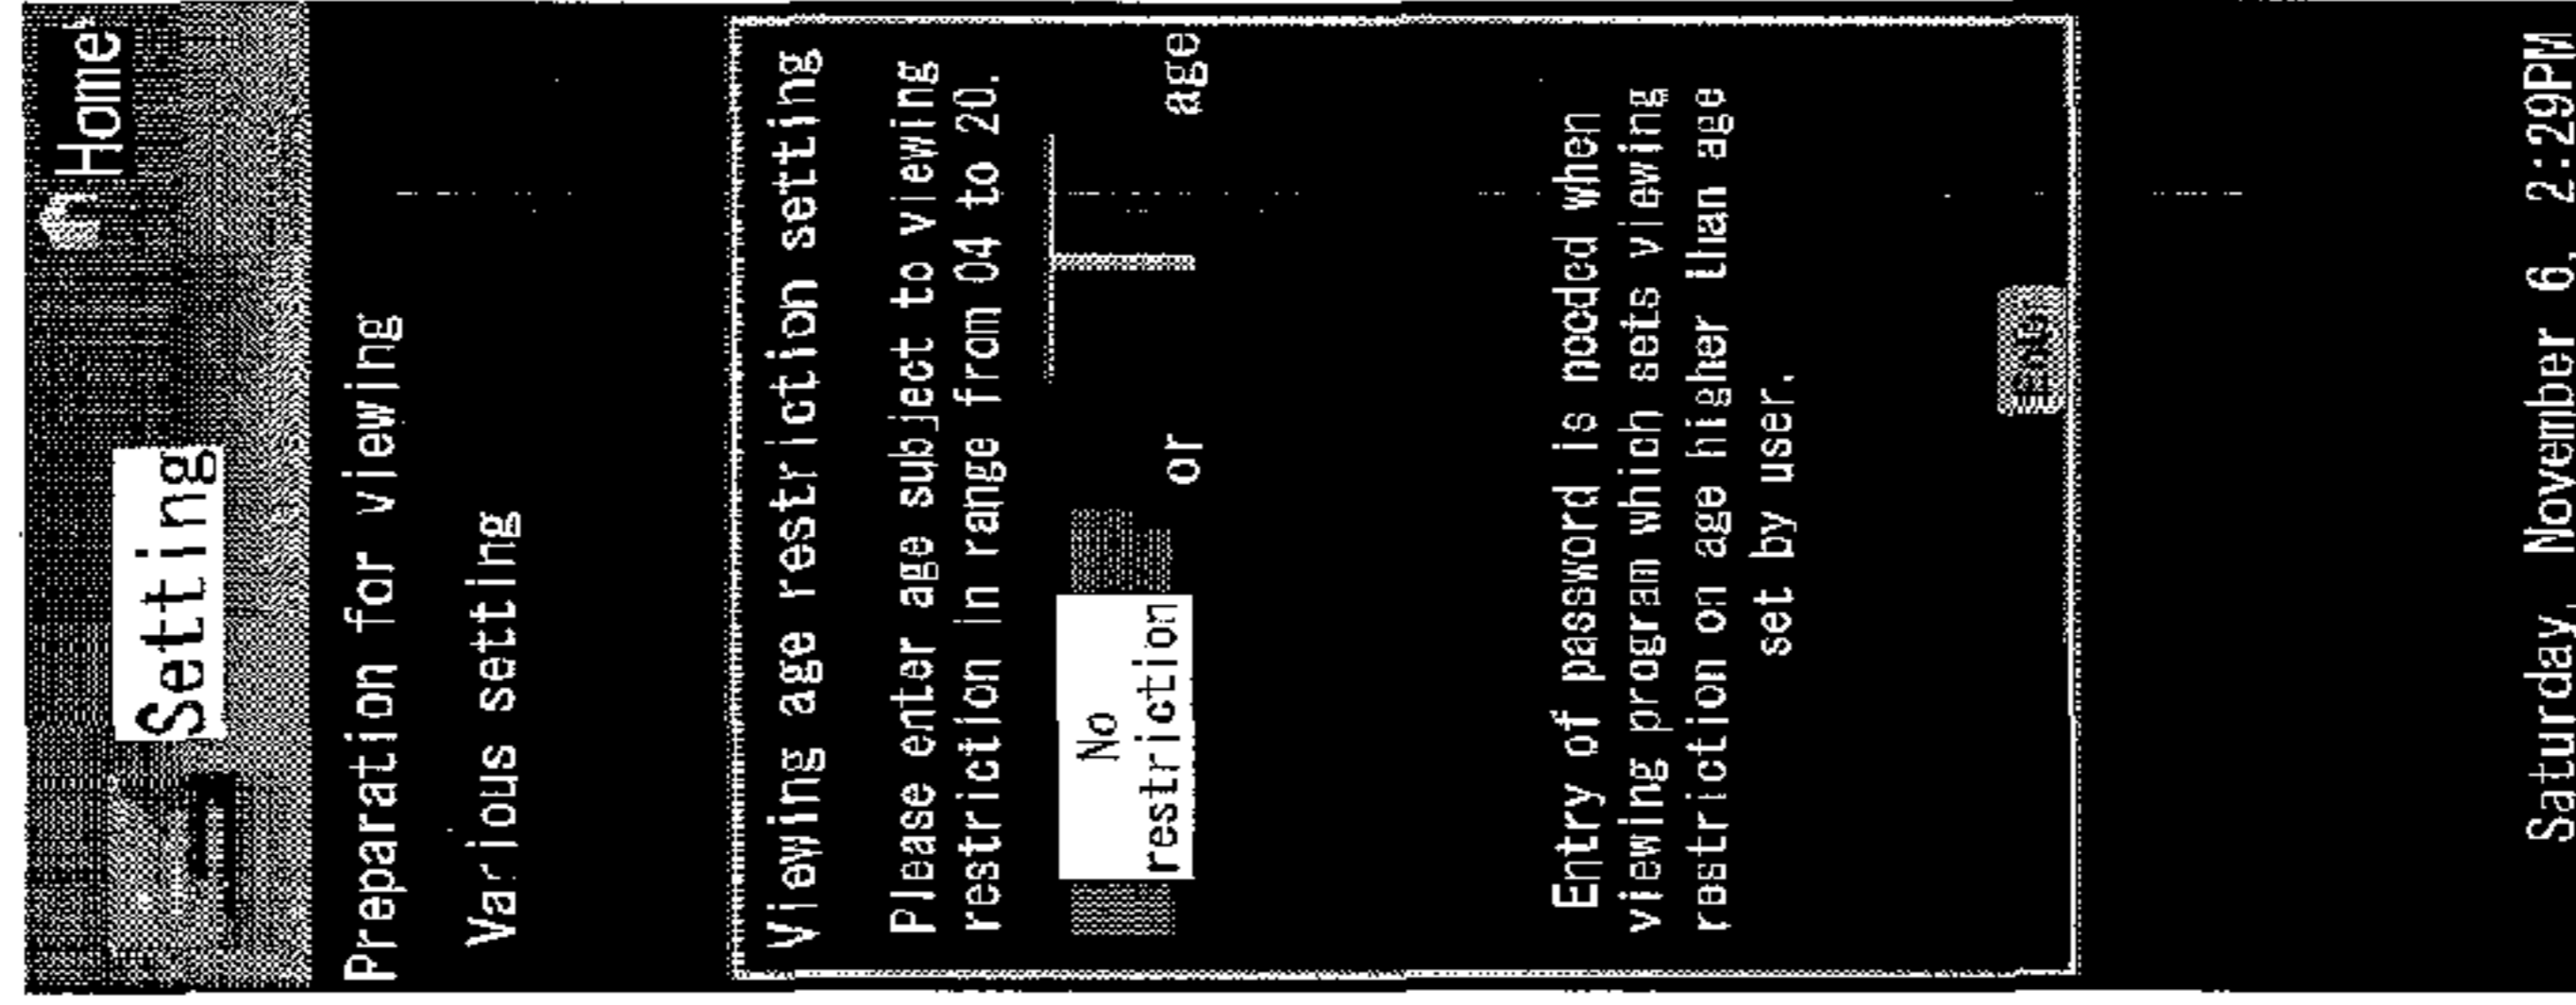 Home
Setting
Preparation for viewing
Various setting
Viewing age restriction setting
Please enter age subject to viewing
restriction in range from 04 to 20.
No
restriction
or
age
Entry of password is needed when
viewing program which sets viewing
restriction on age higher than age
set by user.
Saturday, November 6, 2:29PM